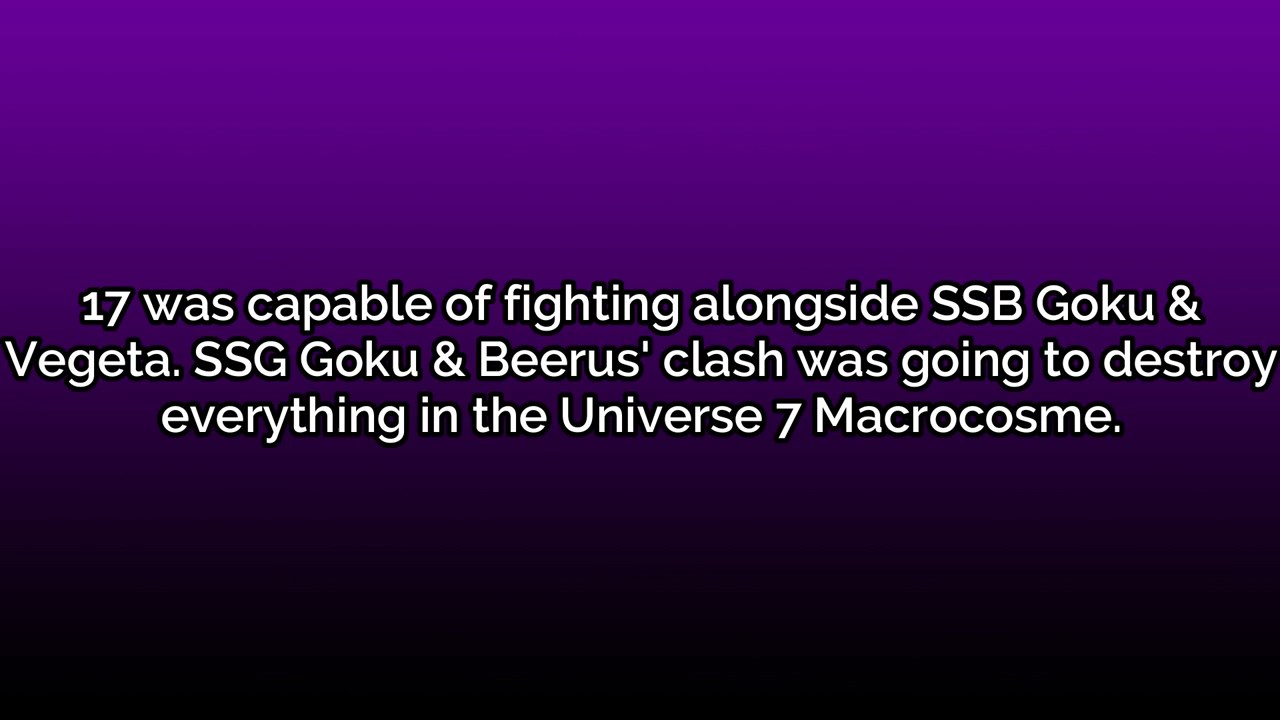 17 was capable of fighting alongside SSB Goku &
Vegeta. SSG Goku & Beerus' clash was going to destroy
everything in the Universe 7 Macrocosme.